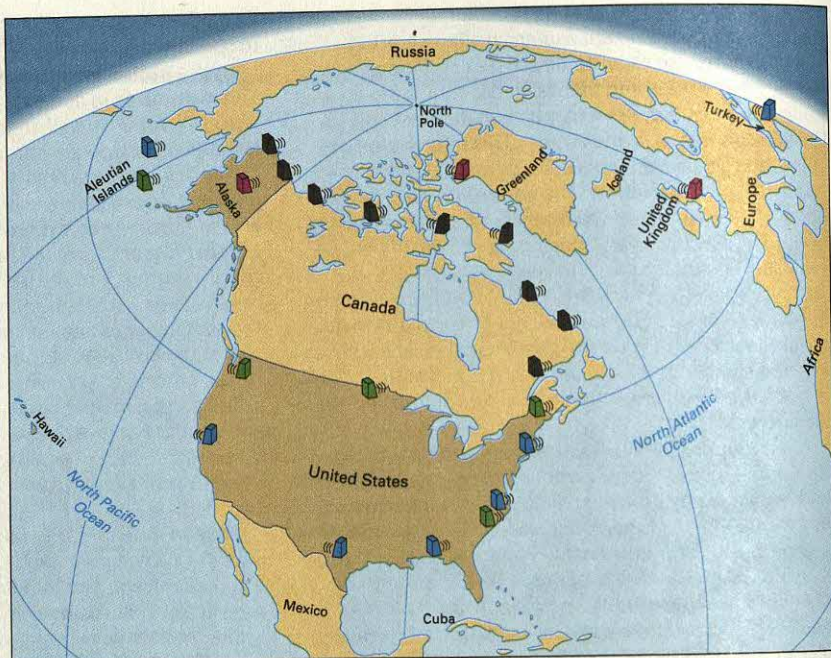 Russia
North
Pole
Turkey
Aleutian
Islands
Alaska
Greenland
Iceland
United
Kingdom
Europe
Canada
Africa
Hawaii
North Atlantic
Ocean
United States
North Pacific
Ocean
Mexico
Cuba